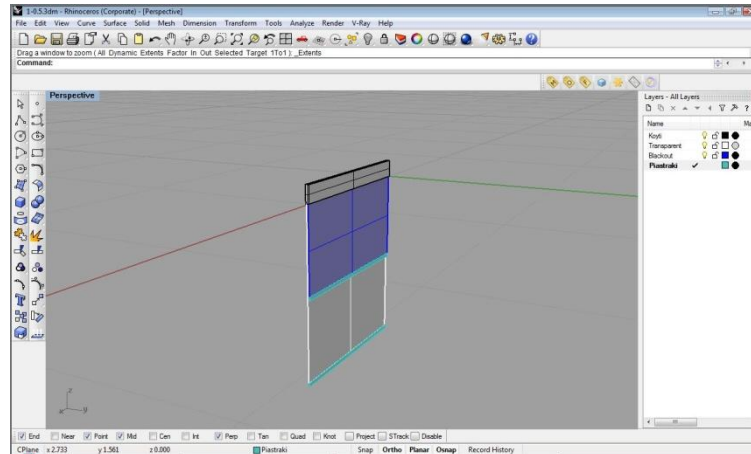 1-0.5.3dm - Rhinoceros (Corporate) - [Perspective]
File Edit View Curve Surface Solid Mesh Dimension Transform Tools Analyze Render V-Ray Help
Drag a window to zoom ( All Dynamic Extents Factor In Out Selected Target 1To1 ): _Extents
Command:
Perspective
Layers - All Layers
Name Ma
Koyti
Transparent
Blackout
Piastraki
z
x y
End Near Point Mid Cen Int Perp Tan Quad Knot Project STrack Disable
CPlane x 2.733 y 1.561 z 0.000 Piastraki Snap Ortho Planar Osnap Record History